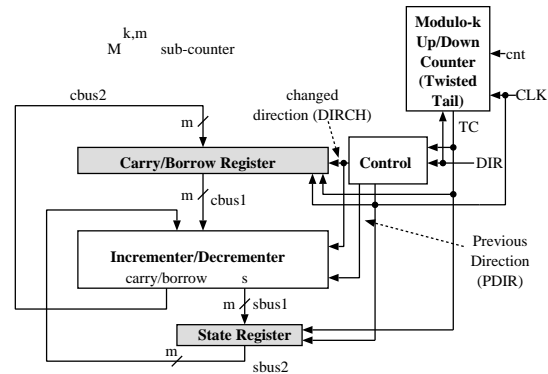 k,m
M sub-counter
Modulo-k
Up/Down
Counter
(Twisted
Tail)
cnt
CLK
TC
cbus2
changed
direction (DIRCH)
m
Carry/Borrow Register
Control
DIR
m
cbus1
Incrementer/Decrementer
carry/borrow s
Previous
Direction
(PDIR)
m
sbus1
State Register
m
sbus2